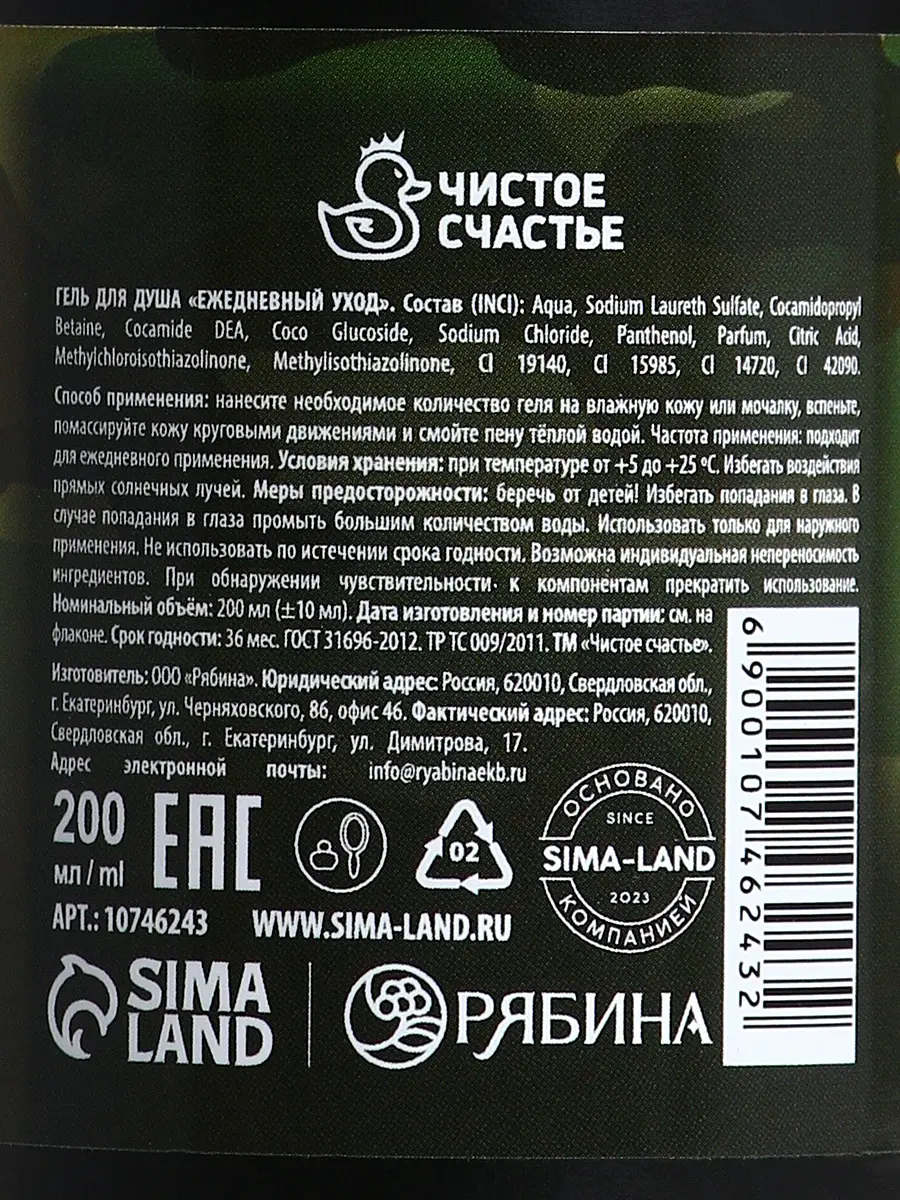 ЧИСТОЕ
СЧАСТЬЕ
ГЕЛЬ ДЛЯ ДУША «ЕЖЕДНЕВНЫЙ УХОД». Состав (INCI): Aqua, Sodium Laureth Sulfate, Cocamidopropyl
Betaine, Cocamide DEA, Coco Glucoside, Sodium Chloride, Panthenol, Parfum, Citric Acid,
Methylchloroisothiazolinone, Methylisothiazolinone, CI 19140, CI 15985, CI 14720, CI 42090.
Способ применения: нанесите необходимое количество геля на влажную кожу или мочалку, вспеньте,
помассируйте кожу круговыми движениями и смойте пену тёплой водой. Частота применения: подходит
для ежедневного применения. Условия хранения: при температуре от +5 до +25 °С. Избегать воздействия
прямых солнечных лучей. Меры предосторожности: беречь от детей! Избегать попадания в глаза. В
случае попадания в глаза промыть большим количеством воды. Использовать только для наружного
применения. Не использовать по истечении срока годности. Возможна индивидуальная непереносимость
ингредиентов. При обнаружении чувствительности к компонентам прекратить использование.
Номинальный объём: 200 мл (±10 мл). Дата изготовления и номер партии: см. на
флаконе. Срок годности: 36 мес. ГОСТ 31696-2012. ТР ТС 009/2011. ТМ «Чистое счастье».
Изготовитель: ООО «Рябина». Юридический адрес: Россия, 620010, Свердловская обл.,
г. Екатеринбург, ул. Черняховского, 86, офис 46. Фактический адрес: Россия, 620010,
Свердловская обл., г. Екатеринбург, ул. Димитрова, 17.
Адрес электронной почты: info@ryabinaekb.ru
200
мл / ml
EAC
02
ОСНОВАНО
SINCE
SIMA-LAND
2023
КОМПАНИЕЙ
АРТ.: 10746243
WWW.SIMA-LAND.RU
SIMA
LAND
РЯБИНА
6900107462432